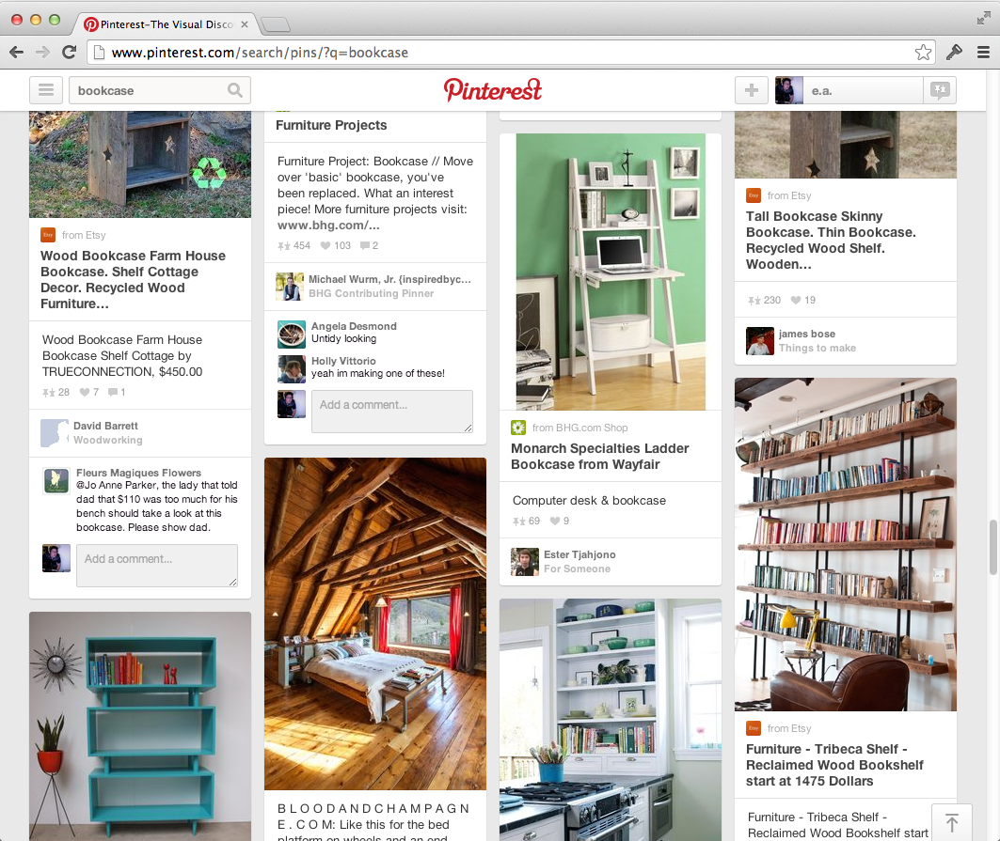 Pinterest–The Visual Disco
www.pinterest.com/search/pins/?q=bookcase
bookcase
Pinterest
e.a.
from Etsy
Wood Bookcase Farm House
Bookcase. Shelf Cottage
Decor. Recycled Wood
Furniture…
Wood Bookcase Farm House
Bookcase Shelf Cottage by
TRUECONNECTION, $450.00
28 7 1
David Barrett
Woodworking
Fleurs Magiques Flowers
@Jo Anne Parker, the lady that told
dad that $110 was too much for his
bench should take a look at this
bookcase. Please show dad.
Add a comment...
Furniture Projects
Furniture Project: Bookcase // Move
over 'basic' bookcase, you've
been replaced. What an interest
piece! More furniture projects visit:
www.bhg.com/...
454 103 2
Michael Wurm, Jr. {inspiredbyc...
BHG Contributing Pinner
Angela Desmond
Untidy looking
Holly Vittorio
yeah im making one of these!
Add a comment...
B L O O D A N D C H A M P A G N
E . C O M: Like this for the bed
platform on wheels and an end
from BHG.com Shop
Monarch Specialties Ladder
Bookcase from Wayfair
Computer desk & bookcase
69 9
Ester Tjahjono
For Someone
Etsy
from Etsy
Tall Bookcase Skinny
Bookcase. Thin Bookcase.
Recycled Wood Shelf.
Wooden…
230 19
james bose
Things to make
from Etsy
Furniture - Tribeca Shelf -
Reclaimed Wood Bookshelf
start at 1475 Dollars
Furniture - Tribeca Shelf -
Reclaimed Wood Bookshelf start